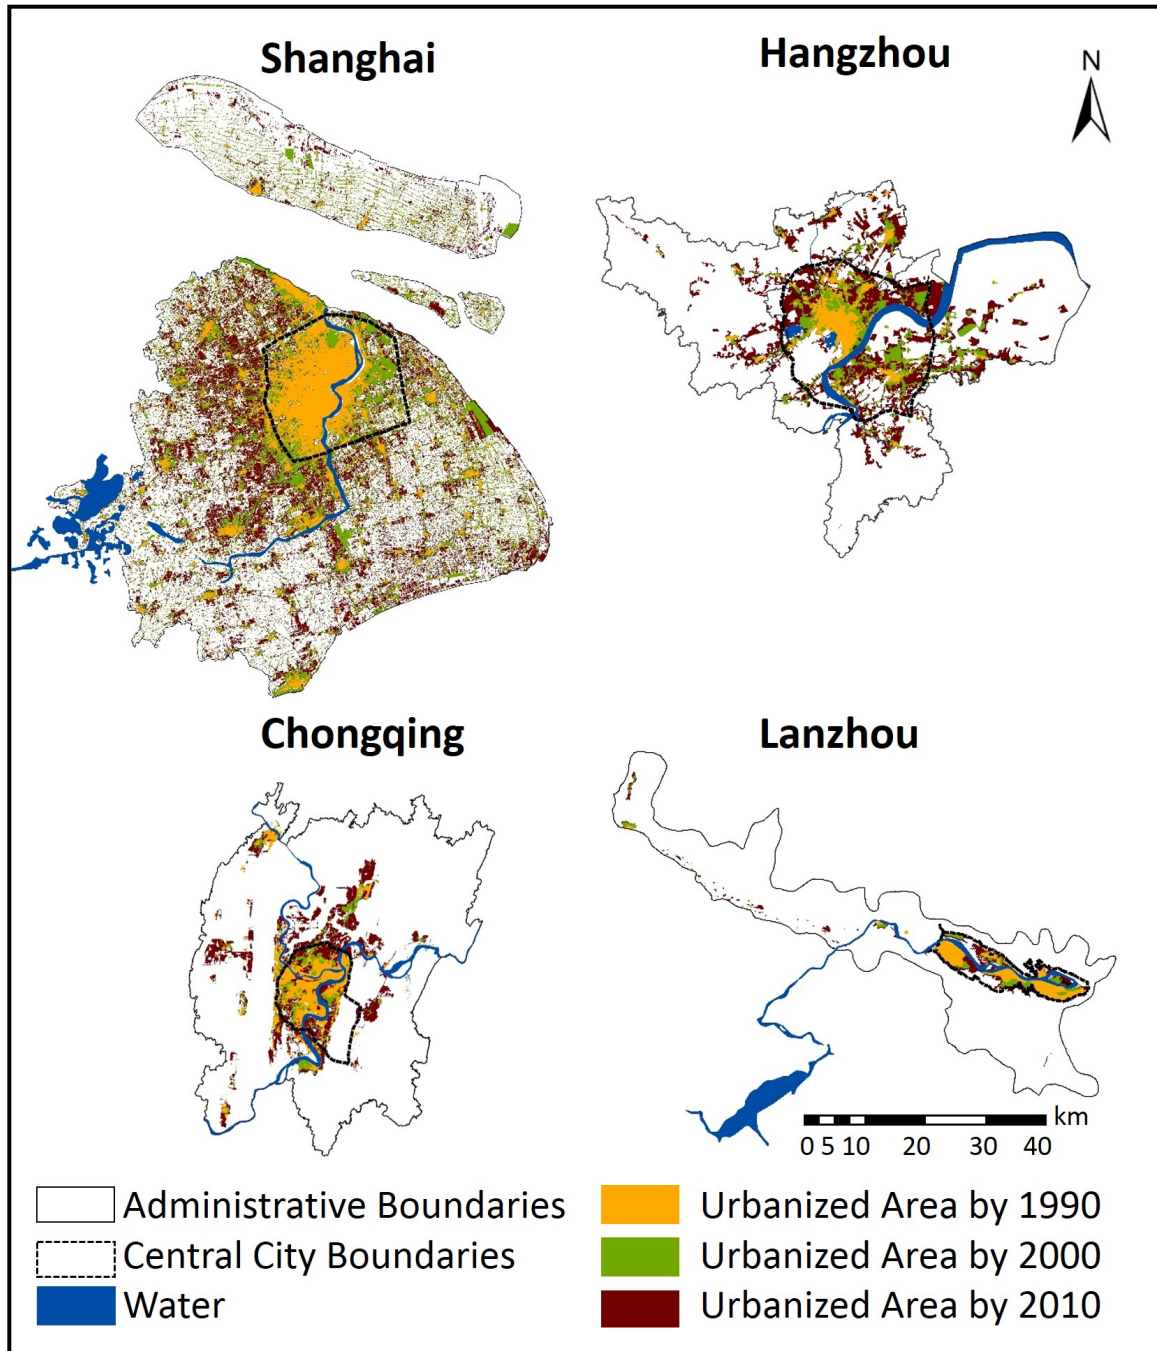 Shanghai
Hangzhou
N
Chongqing
Lanzhou
km
0 5 10 20 30 40
Administrative Boundaries
Urbanized Area by 1990
Central City Boundaries
Urbanized Area by 2000
Water
Urbanized Area by 2010